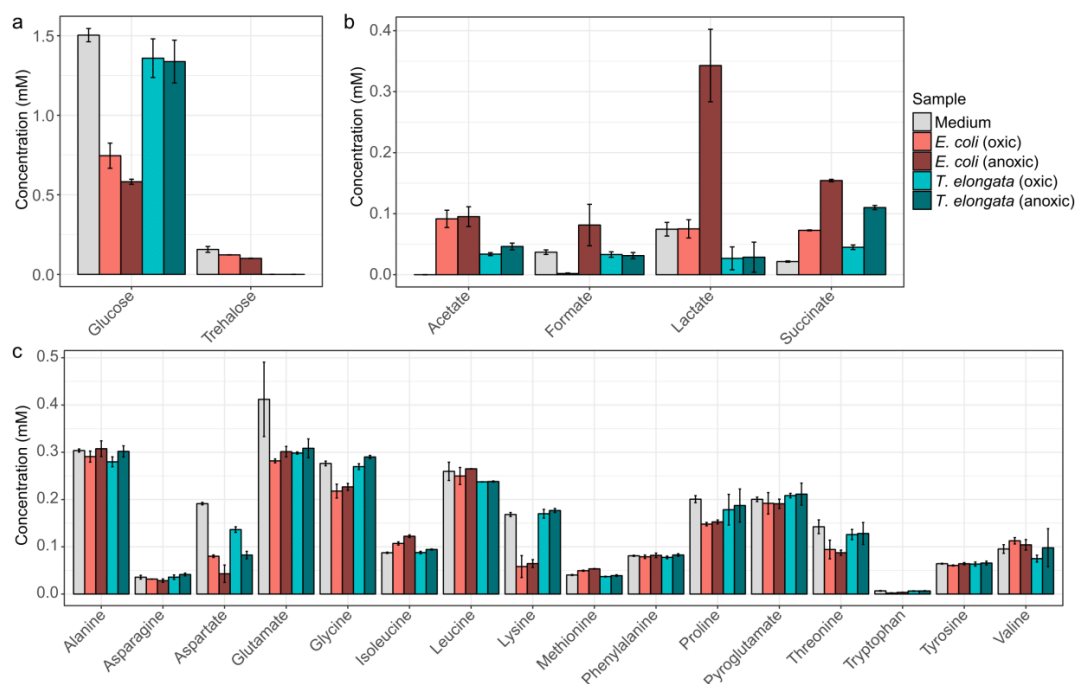 a
Concentration (mM)
1.5
1.0
0.5
0.0
Glucose
Trehalose
b
Concentration (mM)
0.4
0.3
0.2
0.1
0.0
Acetate
Formate
Lactate
Succinate
Sample
Medium
E. coli (oxic)
E. coli (anoxic)
T. elongata (oxic)
T. elongata (anoxic)
c
Concentration (mM)
0.5
0.4
0.3
0.2
0.1
0.0
Alanine
Asparagine
Aspartate
Glutamate
Glycine
Isoleucine
Leucine
Lysine
Methionine
Phenylalanine
Proline
Pyroglutamate
Threonine
Tryptophan
Tyrosine
Valine